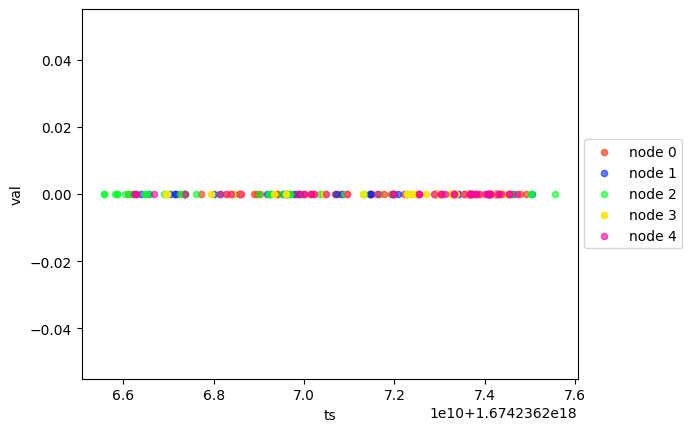 0.04
0.02
0.00
−0.02
−0.04
val
6.6
6.8
7.0
7.2
7.4
7.6
ts
1e10+1.6742362e18
node 0
node 1
node 2
node 3
node 4